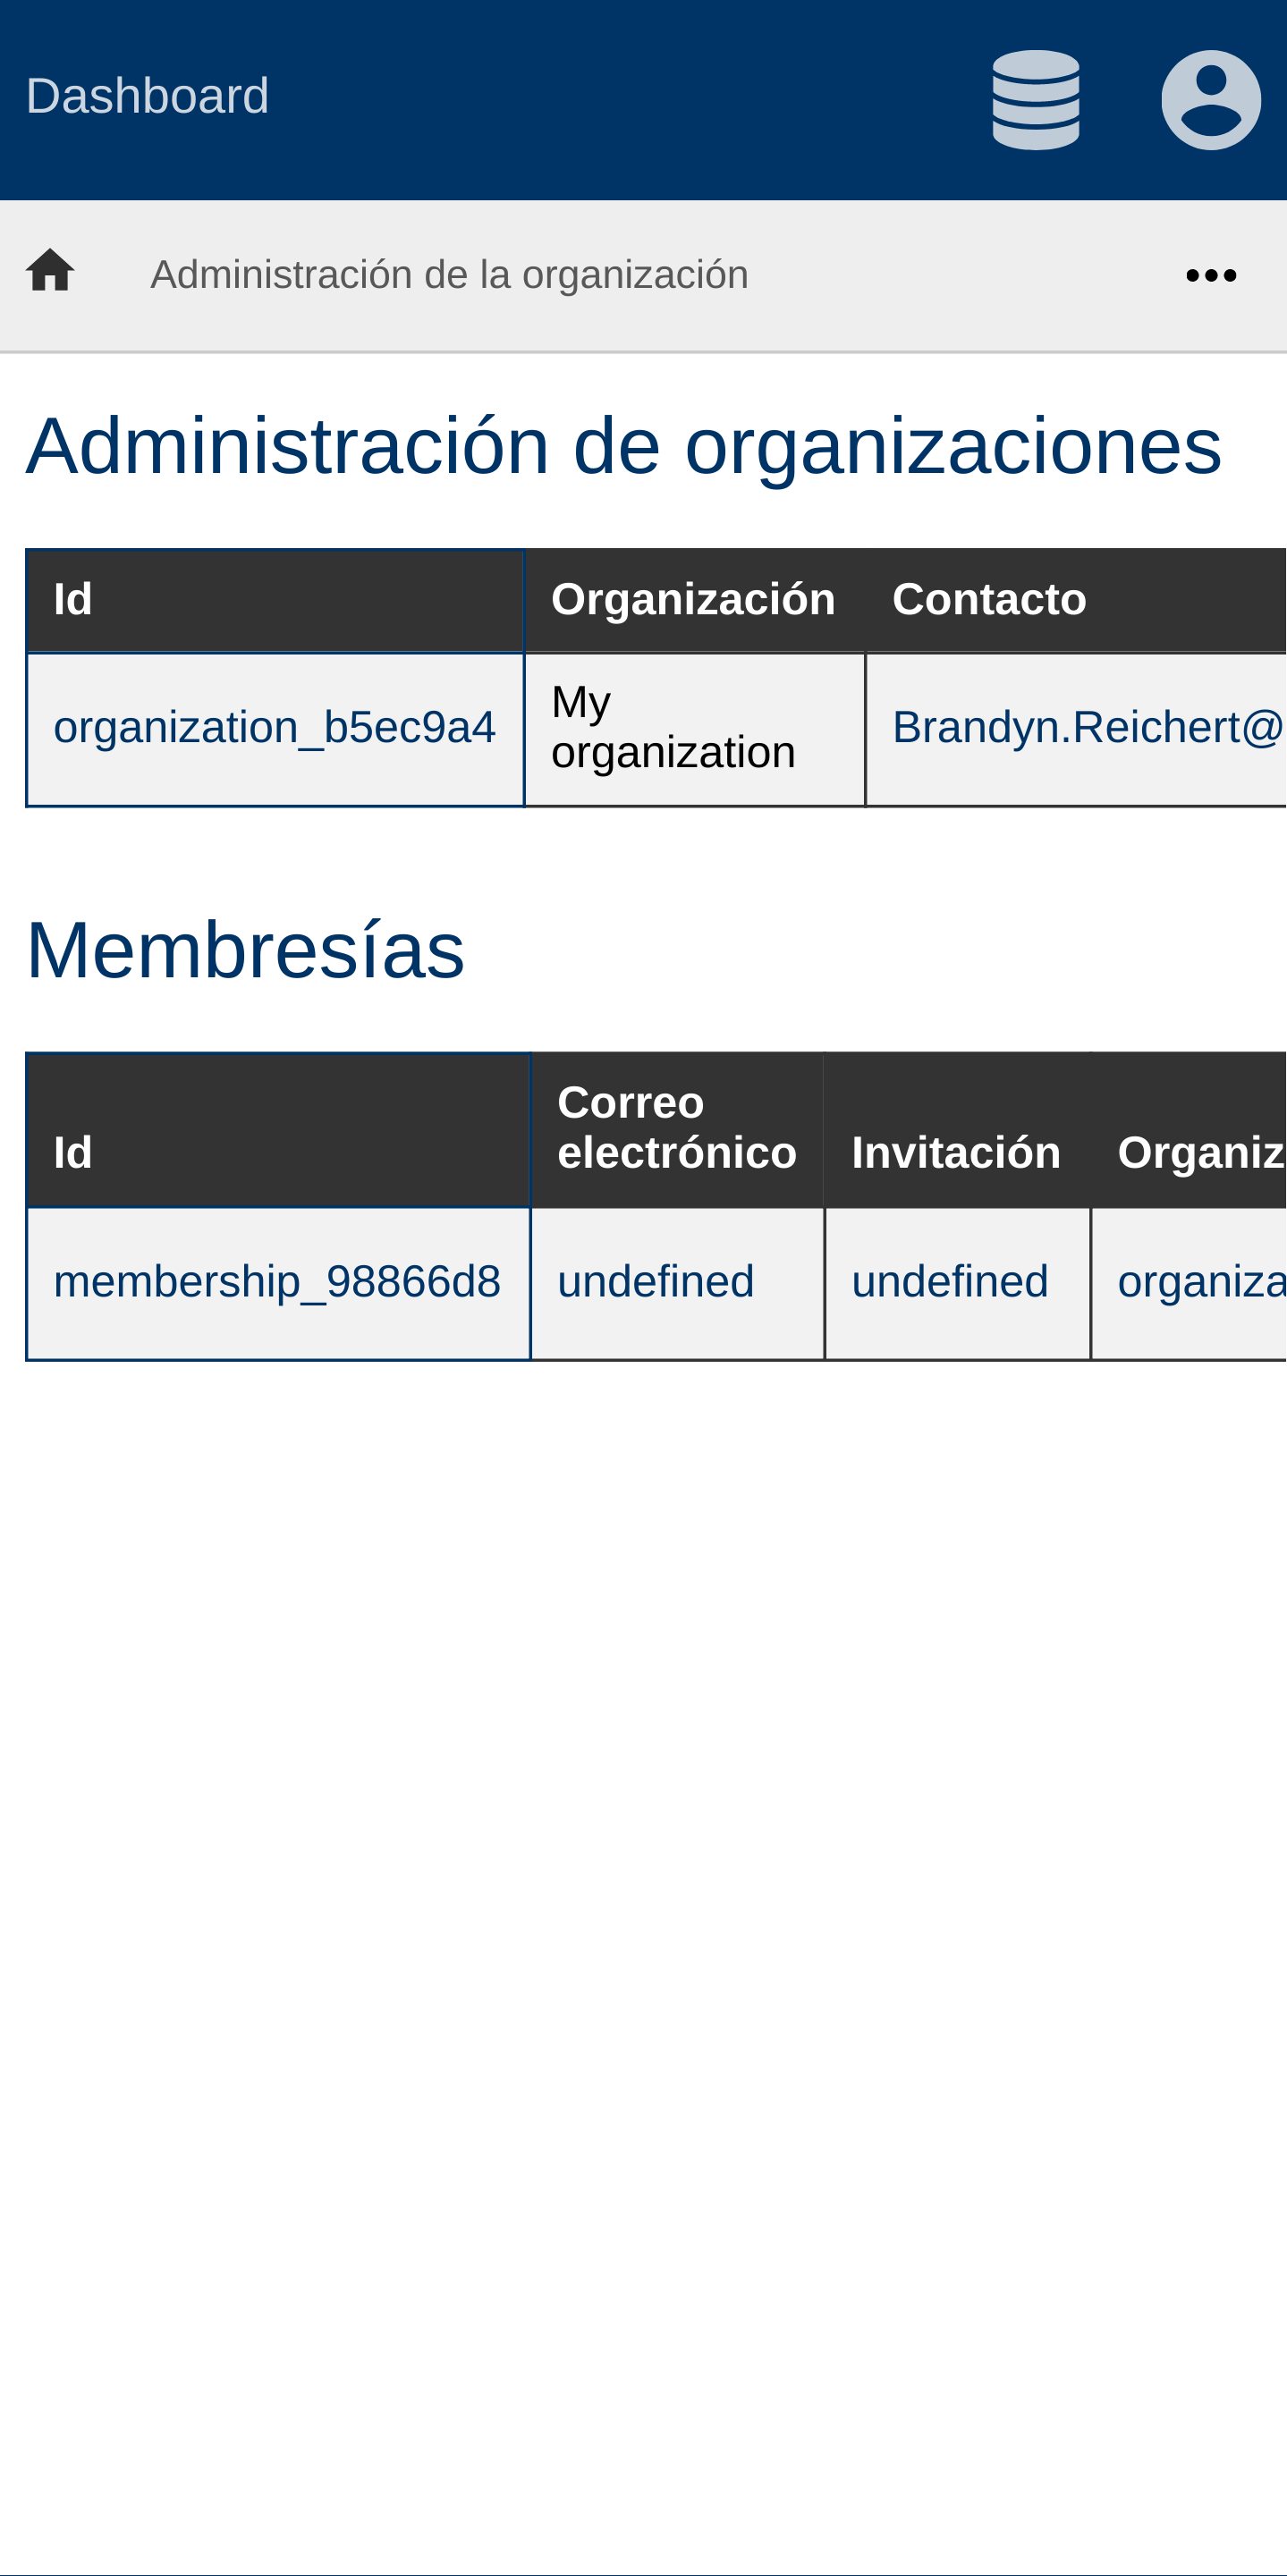 Dashboard
Administración de la organización
Administración de organizaciones
Id Organización Contacto
organization_b5ec9a4 My organization Brandyn.Reichert@
Membresías
Id Correo electrónico Invitación Organiz
membership_98866d8 undefined undefined organiza